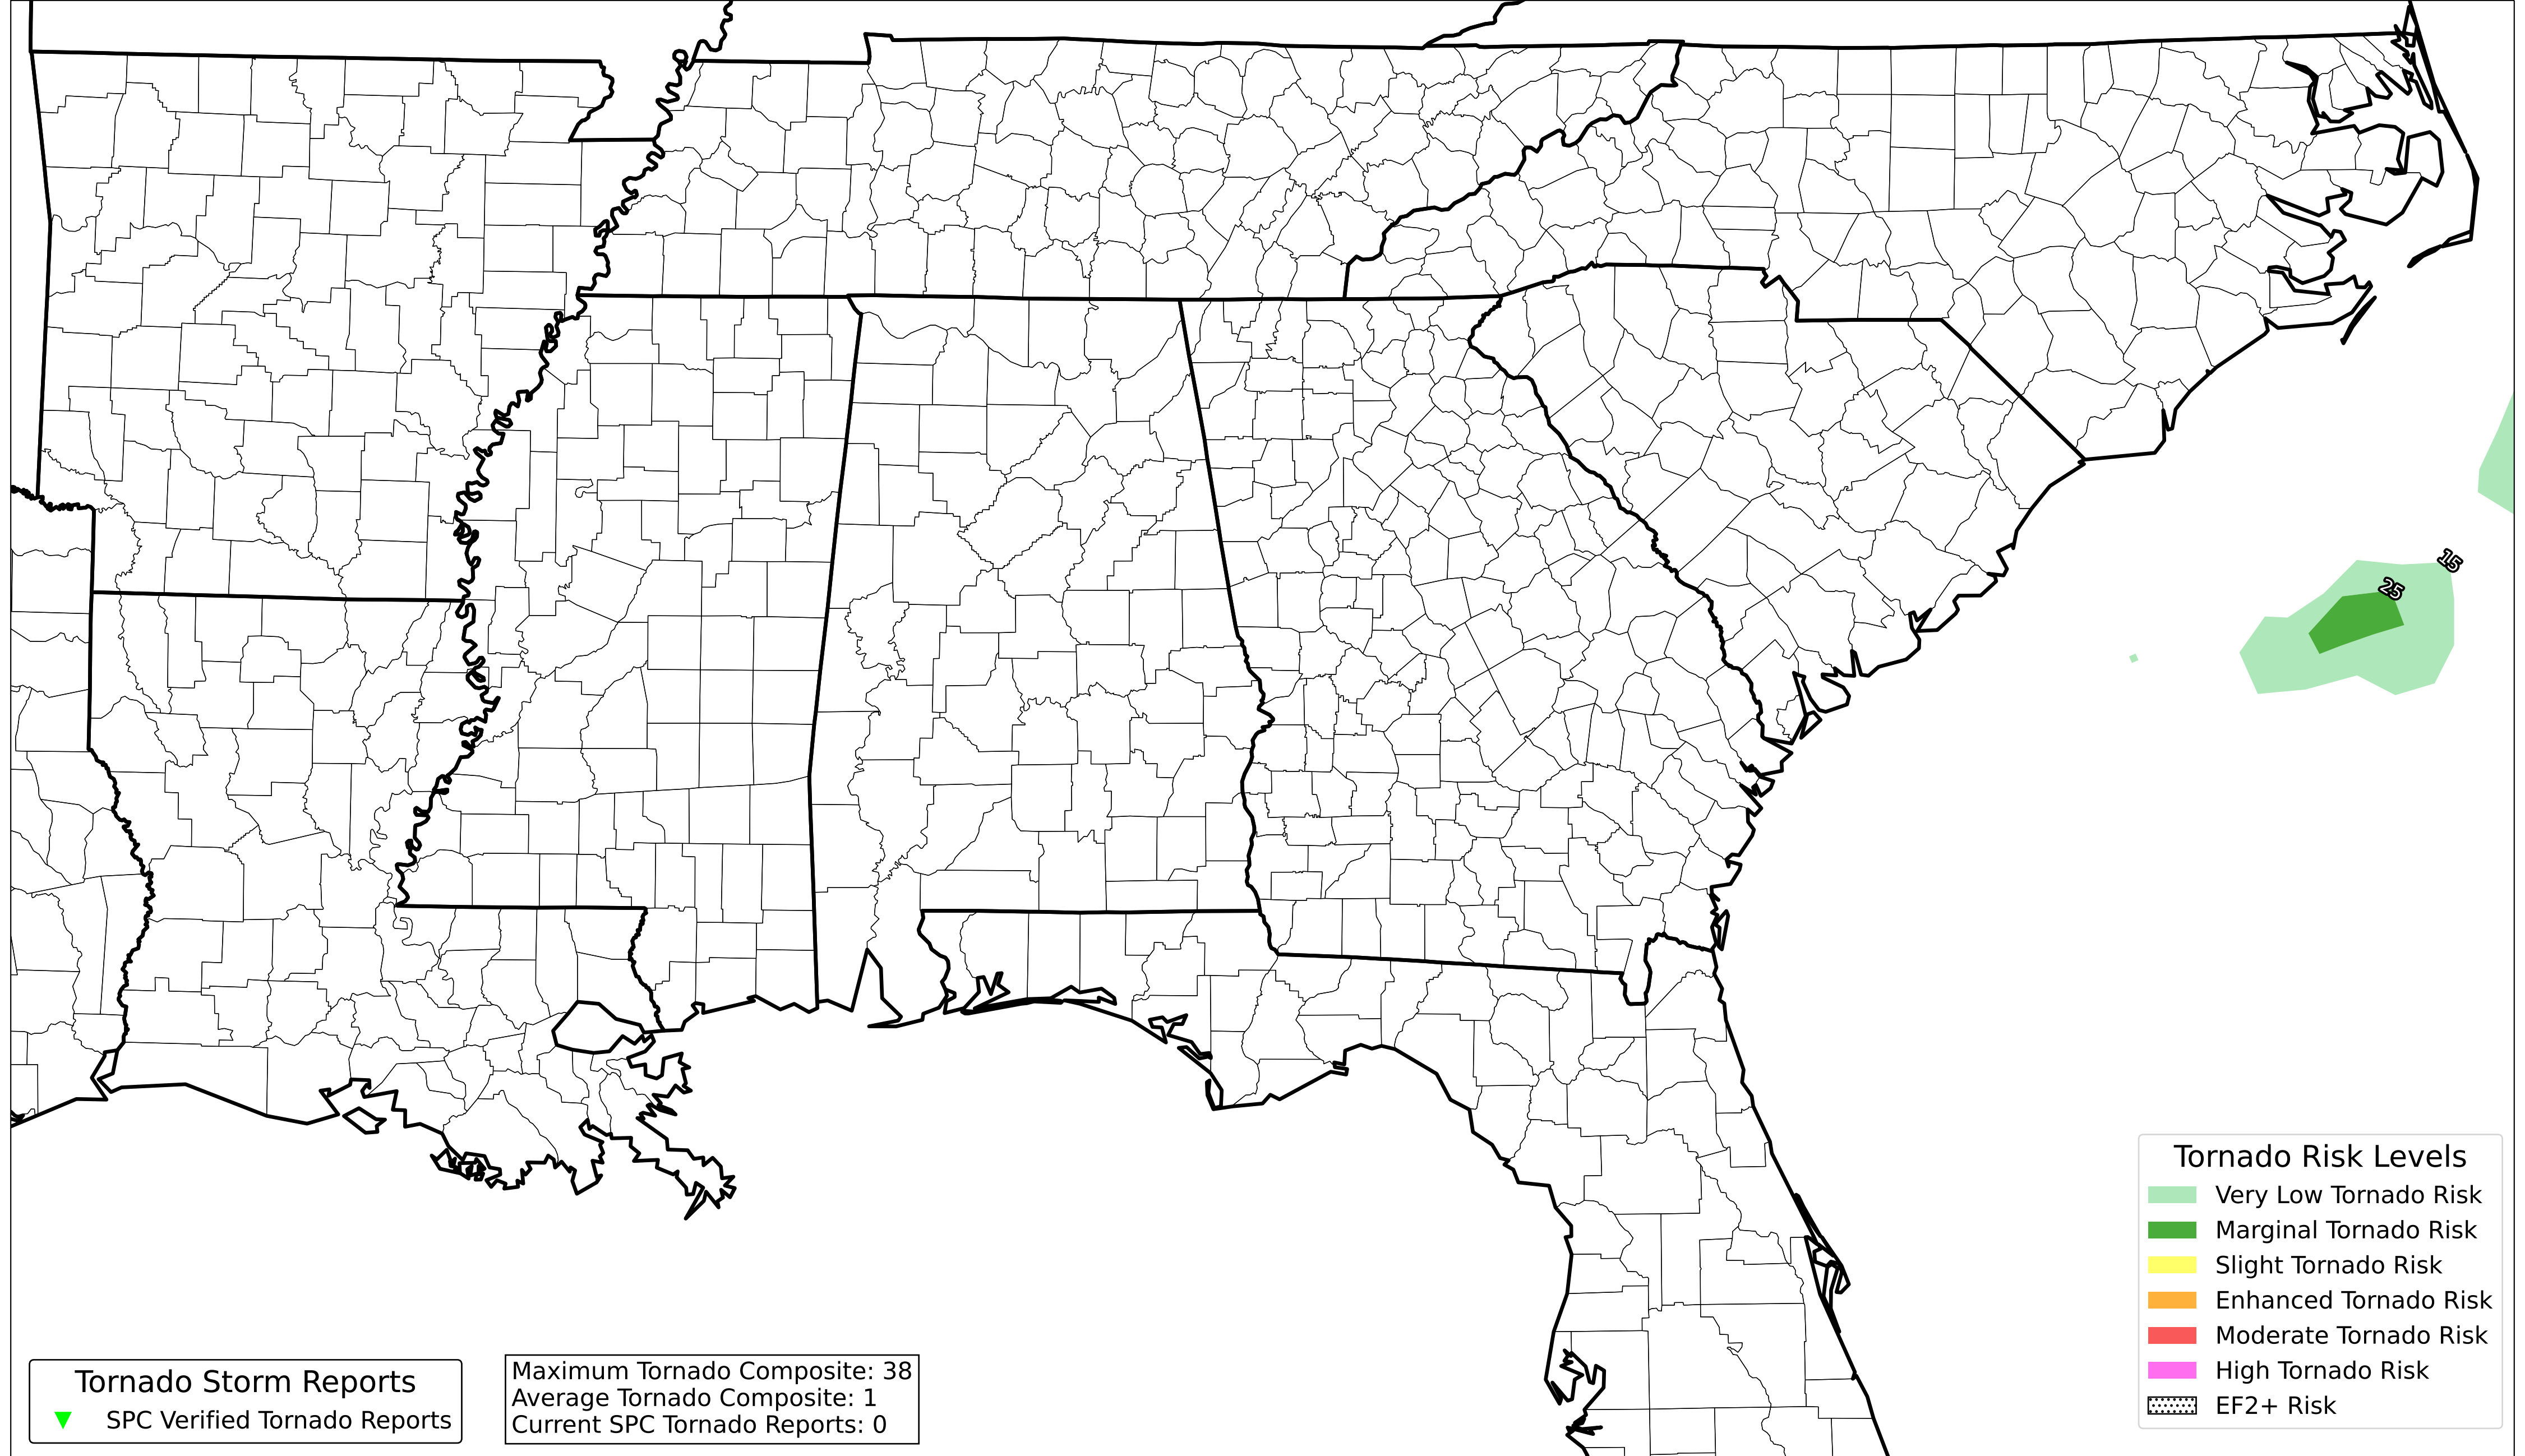 15
25
Tornado Risk Levels
Very Low Tornado Risk
Marginal Tornado Risk
Slight Tornado Risk
Enhanced Tornado Risk
Moderate Tornado Risk
High Tornado Risk
EF2+ Risk
Tornado Storm Reports
SPC Verified Tornado Reports
Maximum Tornado Composite: 38
Average Tornado Composite: 1
Current SPC Tornado Reports: 0